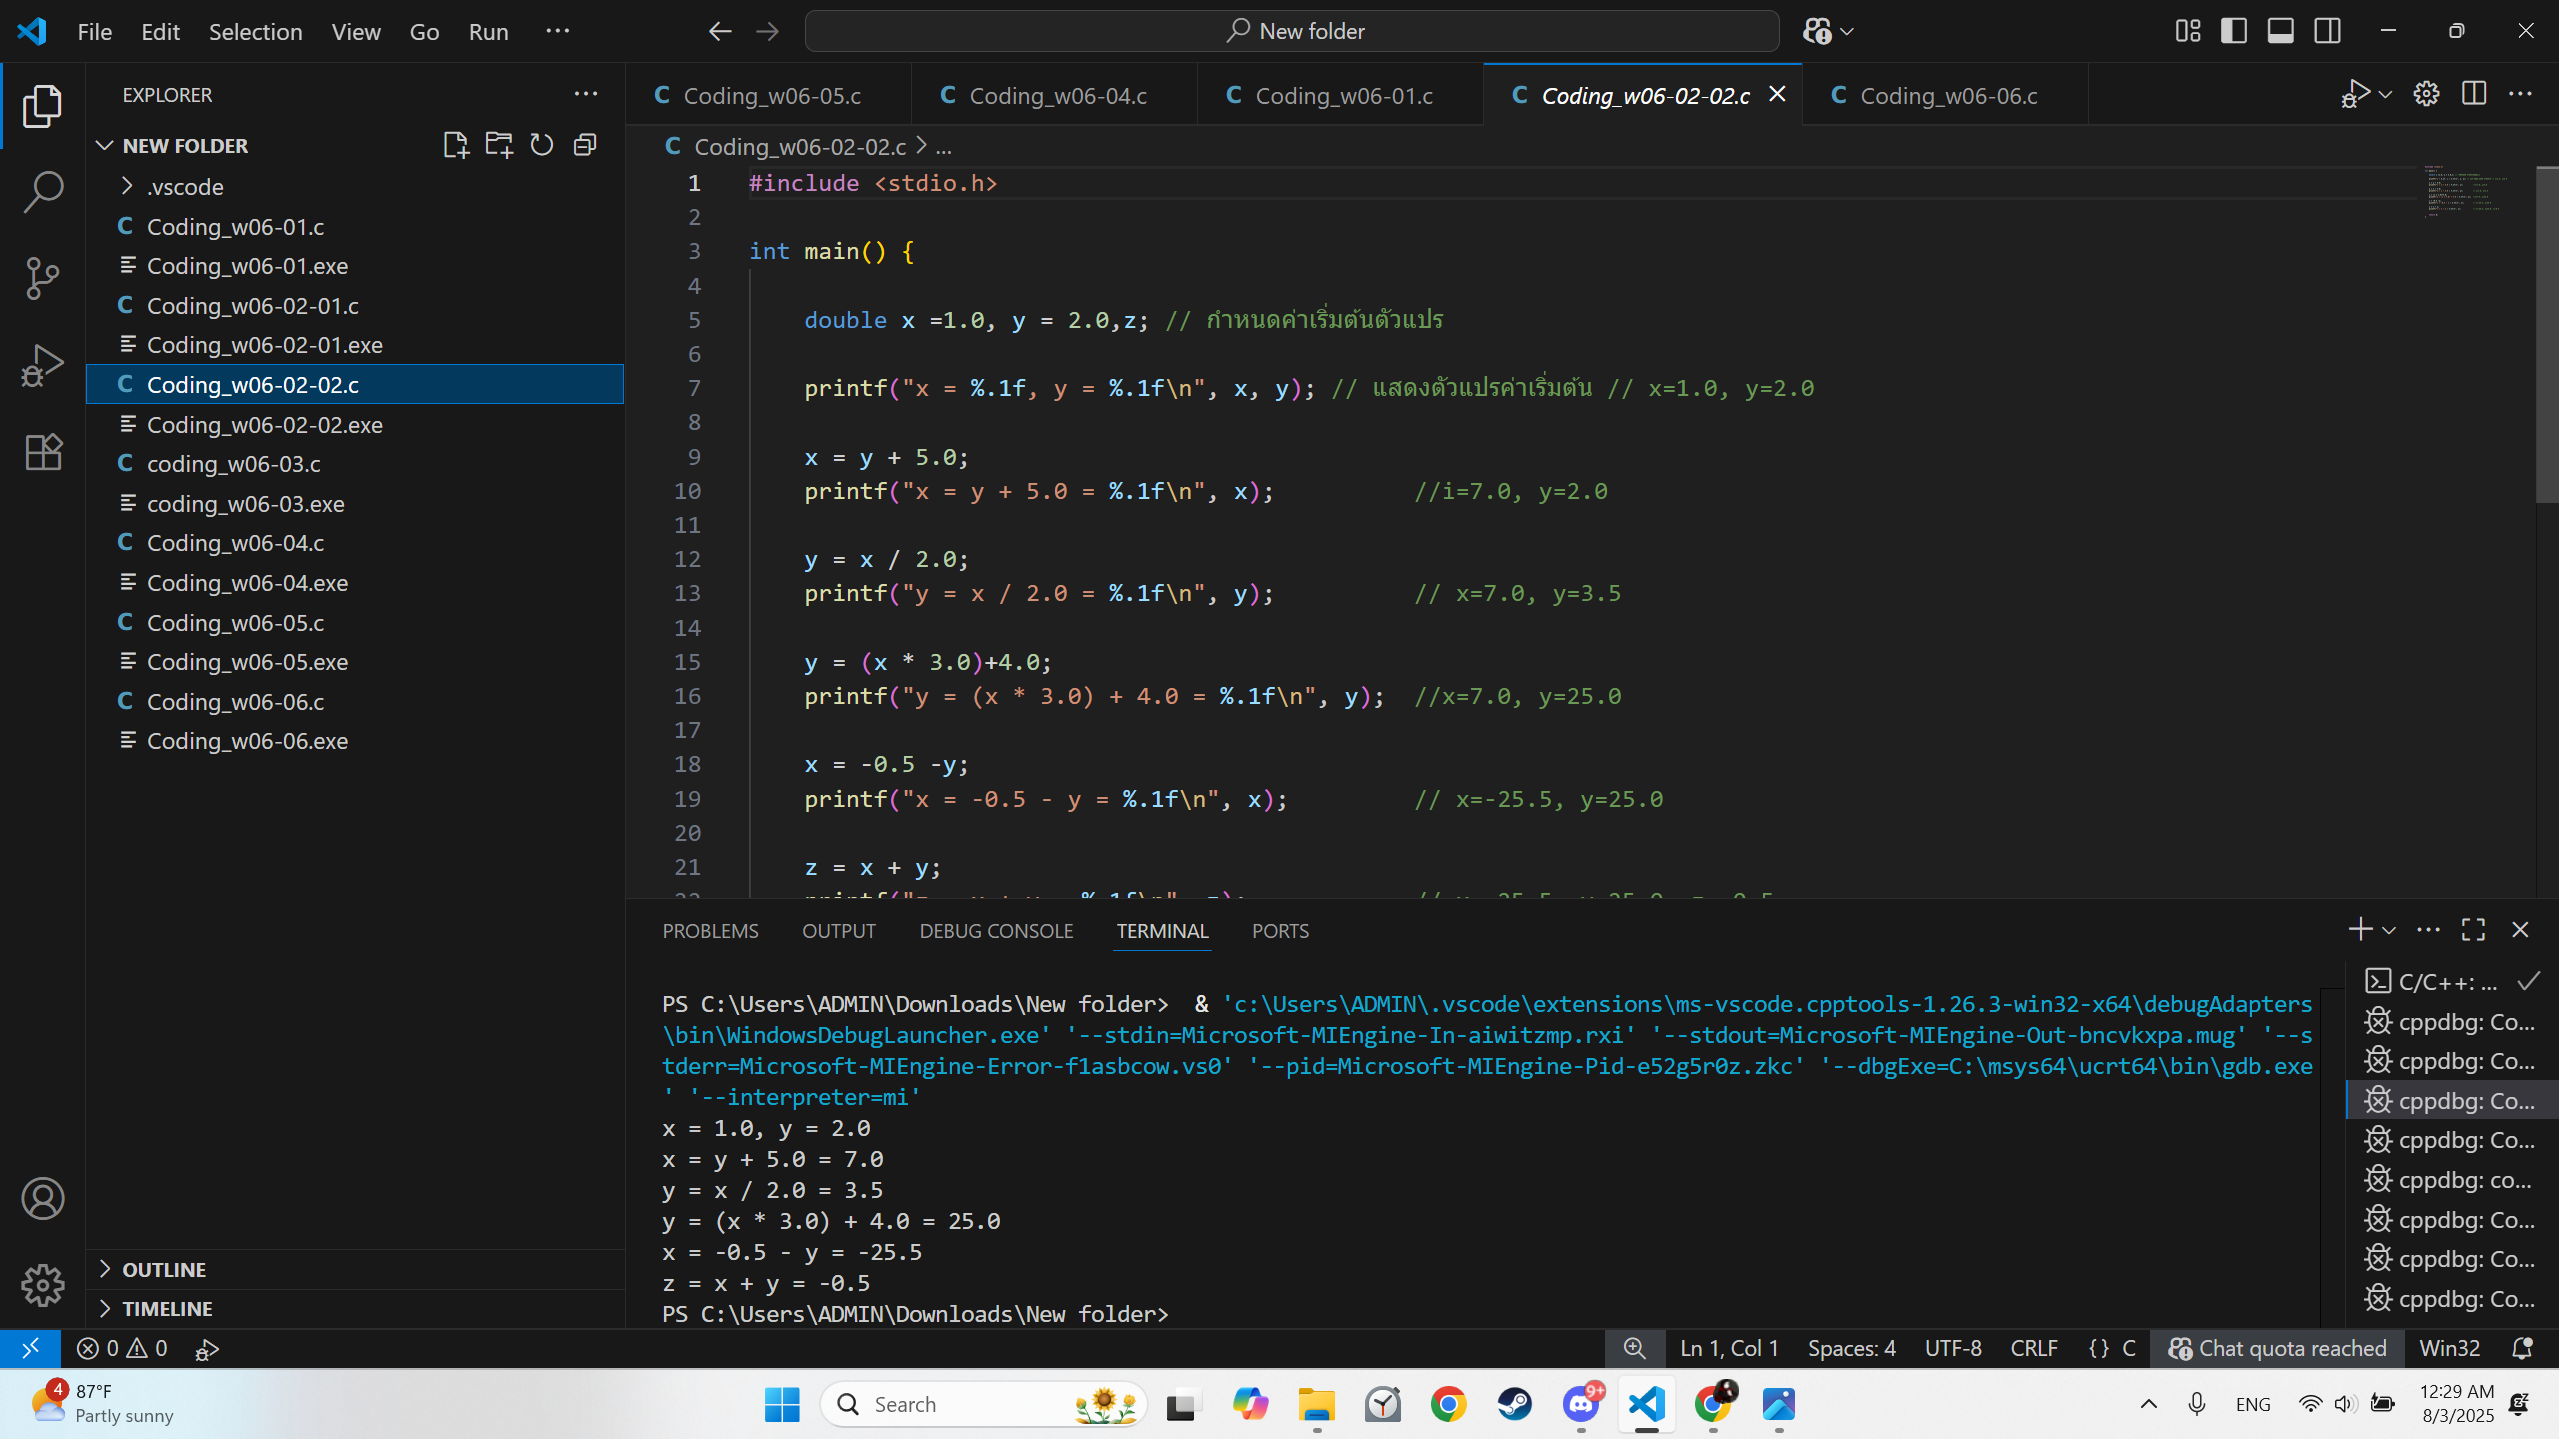 File Edit Selection View Go Run ···
New folder
EXPLORER
NEW FOLDER
.vscode
Coding_w06-01.c
Coding_w06-01.exe
Coding_w06-02-01.c
Coding_w06-02-01.exe
Coding_w06-02-02.c
Coding_w06-02-02.exe
coding_w06-03.c
coding_w06-03.exe
Coding_w06-04.c
Coding_w06-04.exe
Coding_w06-05.c
Coding_w06-05.exe
Coding_w06-06.c
Coding_w06-06.exe
OUTLINE
TIMELINE
C Coding_w06-05.c C Coding_w06-04.c C Coding_w06-01.c C Coding_w06-02-02.c C Coding_w06-06.c
C Coding_w06-02-02.c > ...
1 #include <stdio.h>
2
3 int main() {
4
5 double x =1.0, y = 2.0,z; // กำหนดค่าเริ่มต้นตัวแปร
6
7 printf("x = %.1f, y = %.1f\n", x, y); // แสดงตัวแปรค่าเริ่มต้น // x=1.0, y=2.0
8
9 x = y + 5.0;
10 printf("x = y + 5.0 = %.1f\n", x); //i=7.0, y=2.0
11
12 y = x / 2.0;
13 printf("y = x / 2.0 = %.1f\n", y); // x=7.0, y=3.5
14
15 y = (x * 3.0)+4.0;
16 printf("y = (x * 3.0) + 4.0 = %.1f\n", y); //x=7.0, y=25.0
17
18 x = -0.5 -y;
19 printf("x = -0.5 - y = %.1f\n", x); // x=-25.5, y=25.0
20
21 z = x + y;
PROBLEMS OUTPUT DEBUG CONSOLE TERMINAL PORTS
PS C:\Users\ADMIN\Downloads\New folder> & 'c:\Users\ADMIN\.vscode\extensions\ms-vscode.cpptools-1.26.3-win32-x64\debugAdapters
\bin\WindowsDebugLauncher.exe' '--stdin=Microsoft-MIEngine-In-aiwitzmp.rxi' '--stdout=Microsoft-MIEngine-Out-bncvkxpa.mug' '--s
tderr=Microsoft-MIEngine-Error-f1asbcow.vs0' '--pid=Microsoft-MIEngine-Pid-e52g5r0z.zkc' '--dbgExe=C:\msys64\ucrt64\bin\gdb.exe
' '--interpreter=mi'
x = 1.0, y = 2.0
x = y + 5.0 = 7.0
y = x / 2.0 = 3.5
y = (x * 3.0) + 4.0 = 25.0
x = -0.5 - y = -25.5
z = x + y = -0.5
PS C:\Users\ADMIN\Downloads\New folder>
C/C++: ...
cppdbg: Co...
cppdbg: Co...
cppdbg: Co...
cppdbg: Co...
cppdbg: co...
cppdbg: Co...
cppdbg: Co...
cppdbg: Co...
0 0
Ln 1, Col 1 Spaces: 4 UTF-8 CRLF {} C Chat quota reached Win32
4
87°F
Partly sunny
Search
9+
ENG
12:29 AM
8/3/2025